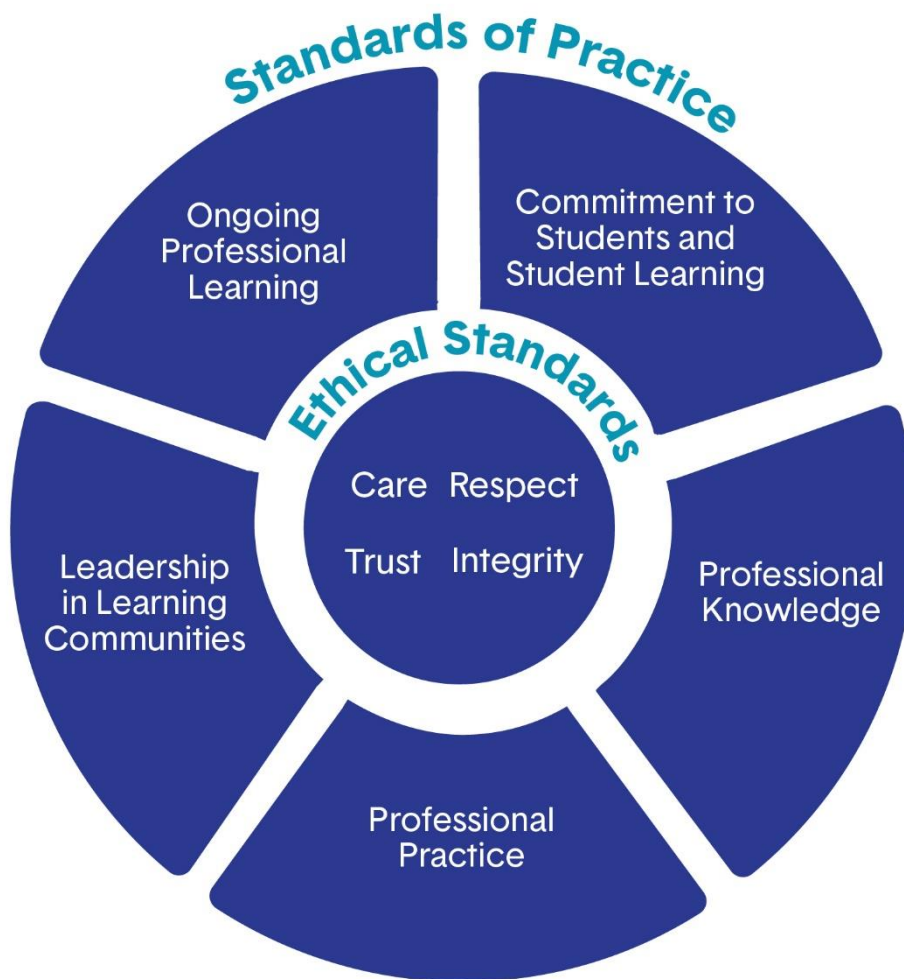 Standards of Practice
Ongoing
Professional
Learning
Commitment to
Students and
Student Learning
Ethical Standards
Care Respect
Trust Integrity
Leadership
in Learning
Communities
Professional
Knowledge
Professional
Practice